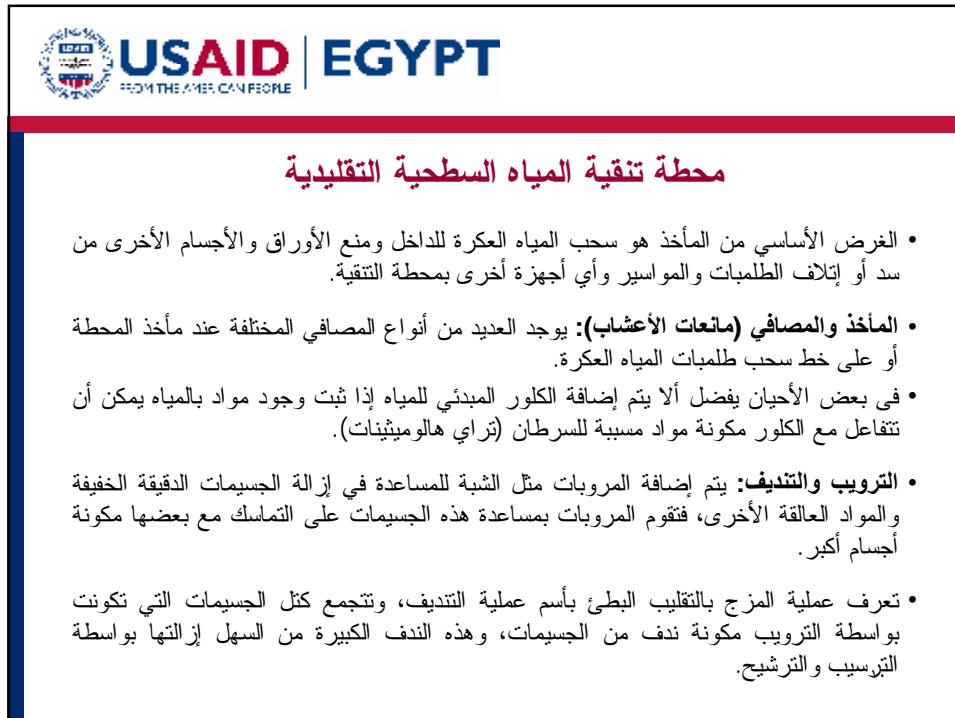 USAID | EGYPT
FROM THE AMERICAN PEOPLE
محطة تنقية المياه السطحية التقليدية
• الغرض الأساسي من المأخذ هو سحب المياه العكرة للداخل ومنع الأوراق والأجسام الأخرى من
سد أو إتلاف الطلمبات والمواسير وأي أجهزة أخرى بمحطة التنقية.
• المأخذ والمصافي (مانعات الأعشاب): يوجد العديد من أنواع المصافي المختلفة عند مأخذ المحطة
أو على خط سحب طلمبات المياه العكرة.
• فى بعض الأحيان يفضل ألا يتم إضافة الكلور المبدئي للمياه إذا ثبت وجود مواد بالمياه يمكن أن
تتفاعل مع الكلور مكونة مواد مسببة للسرطان (تراي هالوميثينات).
• الترويب والتنديف: يتم إضافة المروبات مثل الشبة للمساعدة في إزالة الجسيمات الدقيقة الخفيفة
والمواد العالقة الأخرى، فتقوم المروبات بمساعدة هذه الجسيمات على التماسك مع بعضها مكونة
أجسام أكبر.
• تعرف عملية المزج بالتقليب البطئ بأسم عملية التنديف، وتتجمع كتل الجسيمات التي تكونت
بواسطة الترويب مكونة ندف من الجسيمات، وهذه الندف الكبيرة من السهل إزالتها بواسطة
الترسيب والترشيح.